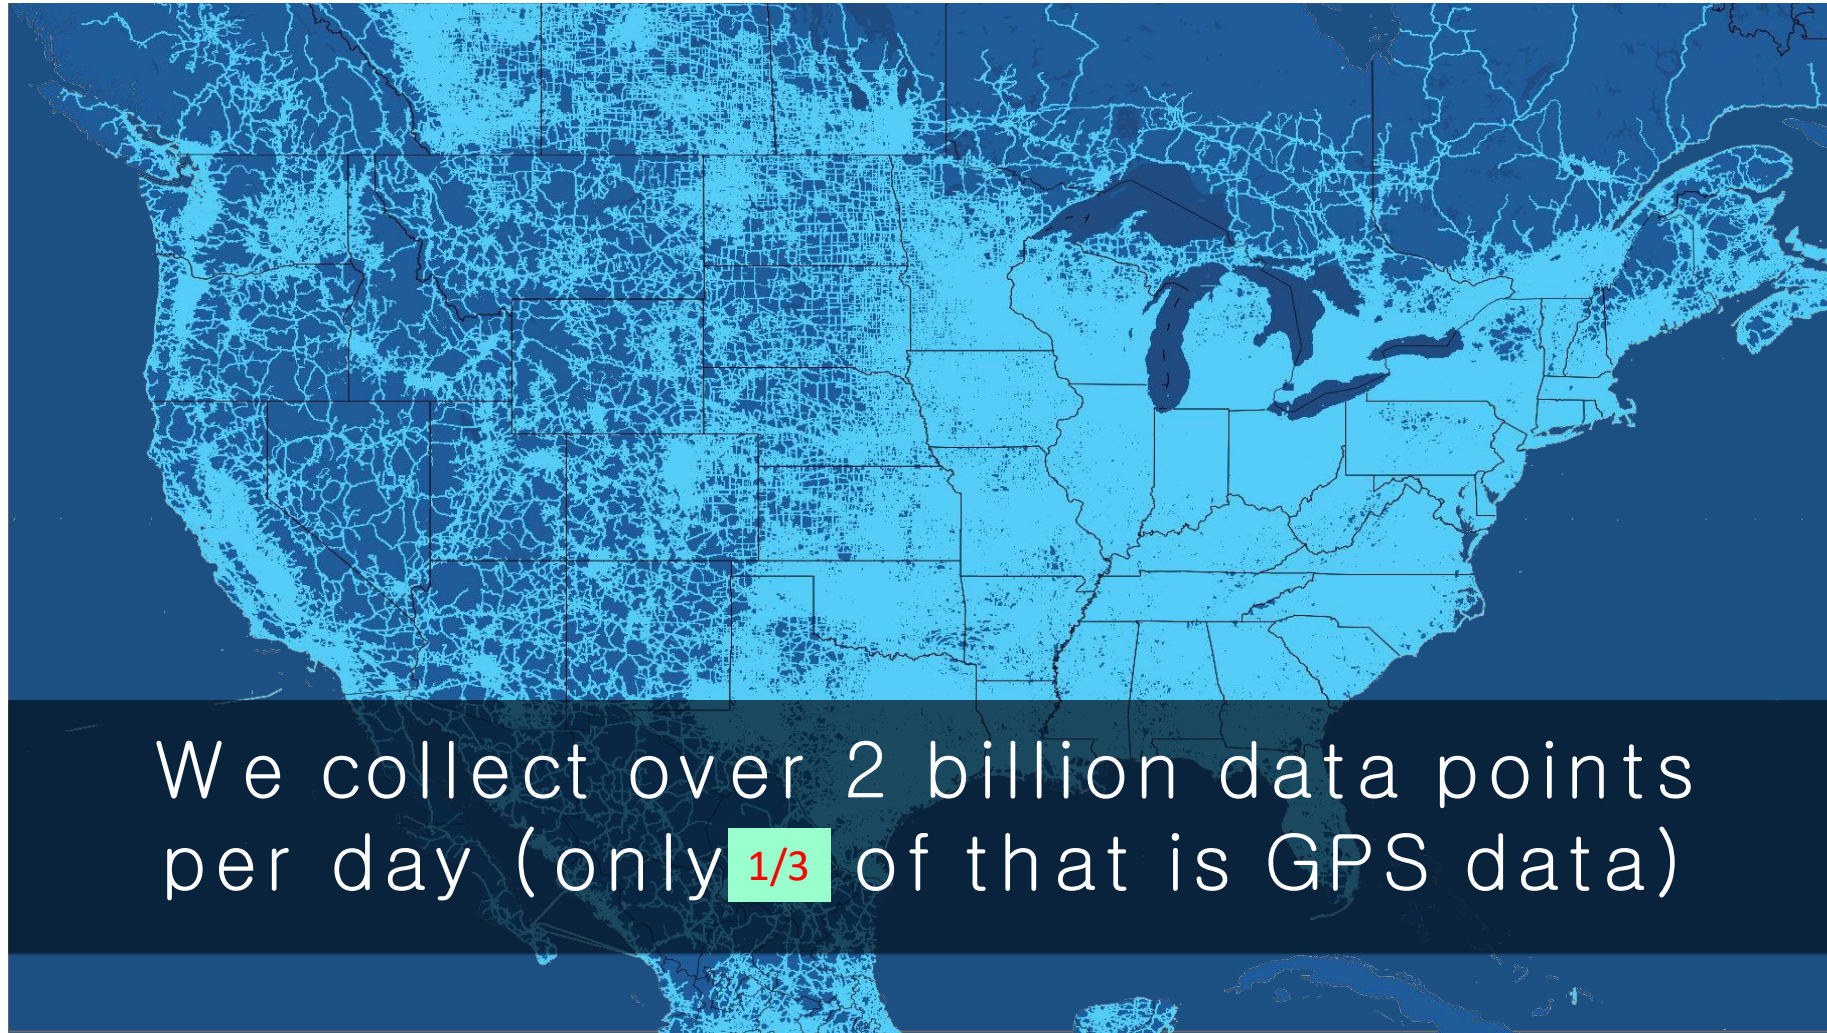 We collect over 2 billion data points
per day (only 1/3 of that is GPS data)